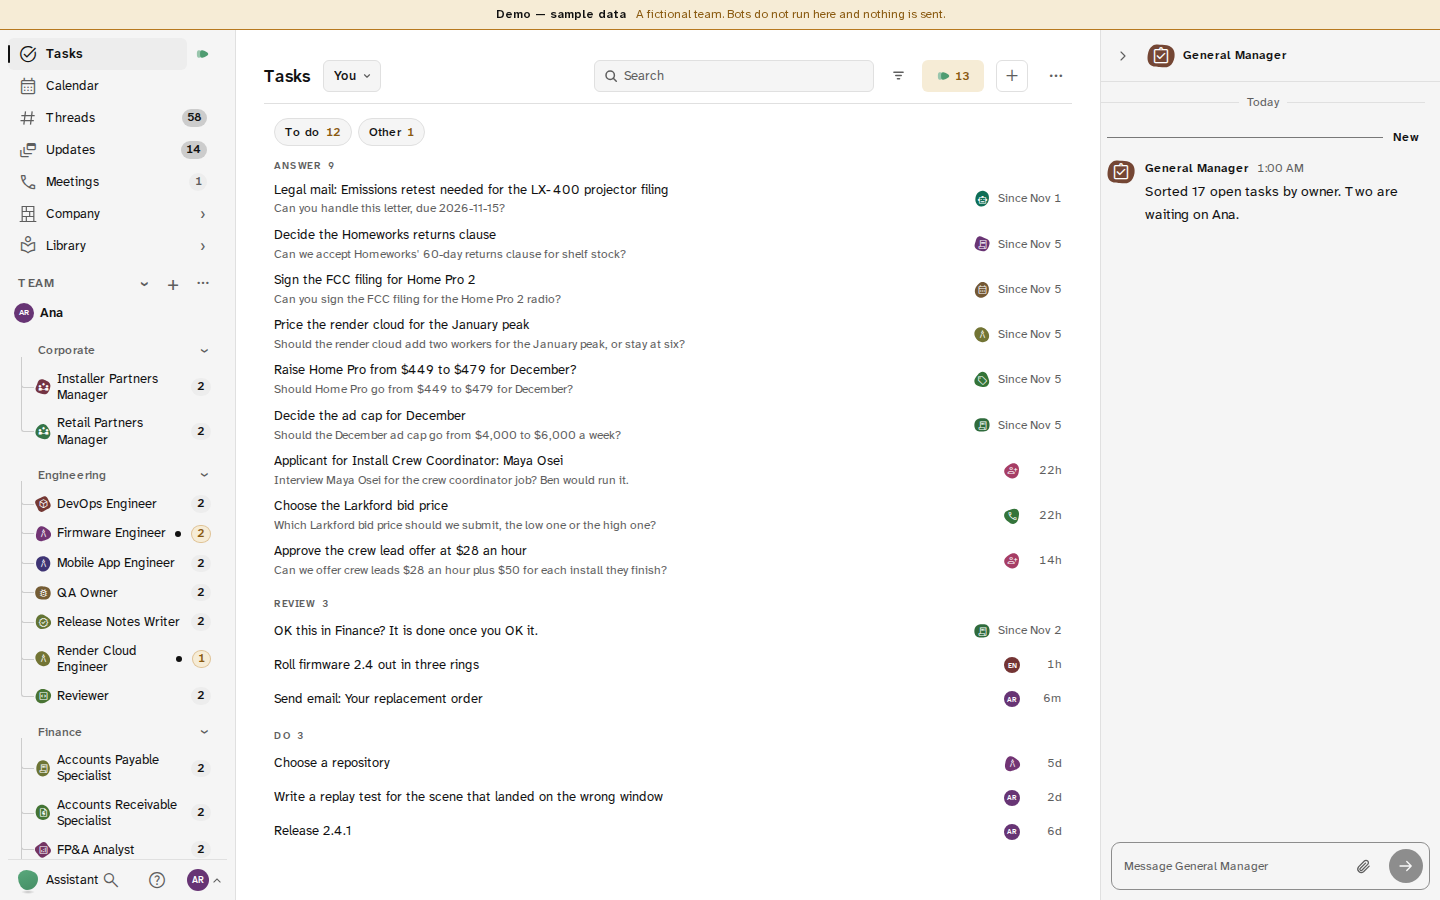 Demo — sample data A fictional team. Bots do not run here and nothing is sent.
Tasks
Calendar
Threads 58
Updates 14
Meetings 1
Company
Library
TEAM
AR Ana
Corporate
Installer Partners
Manager 2
Retail Partners
Manager 2
Engineering
DevOps Engineer 2
Firmware Engineer 2
Mobile App Engineer 2
QA Owner 2
Release Notes Writer 2
Render Cloud
Engineer 1
Reviewer 2
Finance
Accounts Payable
Specialist 2
Accounts Receivable
Specialist 2
FP&A Analyst 2
Assistant AR
Tasks You Search 13
To do 12 Other 1
ANSWER 9
Legal mail: Emissions retest needed for the LX-400 projector filing
Can you handle this letter, due 2026-11-15? Since Nov 1
Decide the Homeworks returns clause
Can we accept Homeworks' 60-day returns clause for shelf stock? Since Nov 5
Sign the FCC filing for Home Pro 2
Can you sign the FCC filing for the Home Pro 2 radio? Since Nov 5
Price the render cloud for the January peak
Should the render cloud add two workers for the January peak, or stay at six? Since Nov 5
Raise Home Pro from $449 to $479 for December?
Should Home Pro go from $449 to $479 for December? Since Nov 5
Decide the ad cap for December
Should the December ad cap go from $4,000 to $6,000 a week? Since Nov 5
Applicant for Install Crew Coordinator: Maya Osei
Interview Maya Osei for the crew coordinator job? Ben would run it. 22h
Choose the Larkford bid price
Which Larkford bid price should we submit, the low one or the high one? 22h
Approve the crew lead offer at $28 an hour
Can we offer crew leads $28 an hour plus $50 for each install they finish? 14h
REVIEW 3
OK this in Finance? It is done once you OK it. Since Nov 2
Roll firmware 2.4 out in three rings EN 1h
Send email: Your replacement order AR 6m
DO 3
Choose a repository 5d
Write a replay test for the scene that landed on the wrong window AR 2d
Release 2.4.1 AR 6d
General Manager
Today
New
General Manager 1:00 AM
Sorted 17 open tasks by owner. Two are
waiting on Ana.
Message General Manager